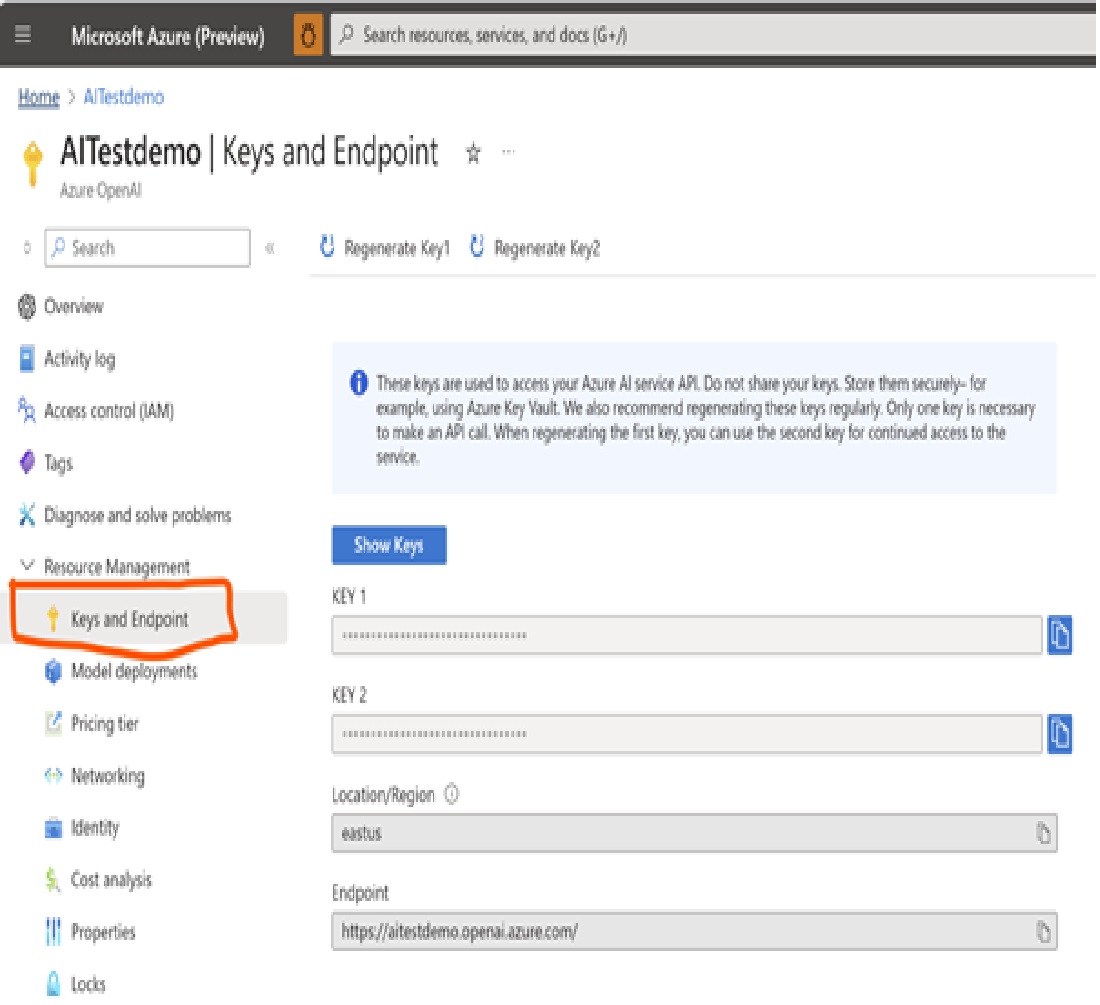 Microsoft Azure (Preview)
Search resources, services, and docs (G+/)
Home > AITestdemo
AITestdemo | Keys and Endpoint
Azure OpenAI
Search
Regenerate Key1
Regenerate Key2
Overview
Activity log
Access control (IAM)
Tags
Diagnose and solve problems
Resource Management
Keys and Endpoint
Model deployments
Pricing tier
Networking
Identity
Cost analysis
Properties
Locks
These keys are used to access your Azure AI service API. Do not share your keys. Store them securely– for
example, using Azure Key Vault. We also recommend regenerating these keys regularly. Only one key is necessary
to make an API call. When regenerating the first key, you can use the second key for continued access to the
service.
Show Keys
KEY 1
KEY 2
Location/Region
eastus
Endpoint
https://aitestdemo.openai.azure.com/